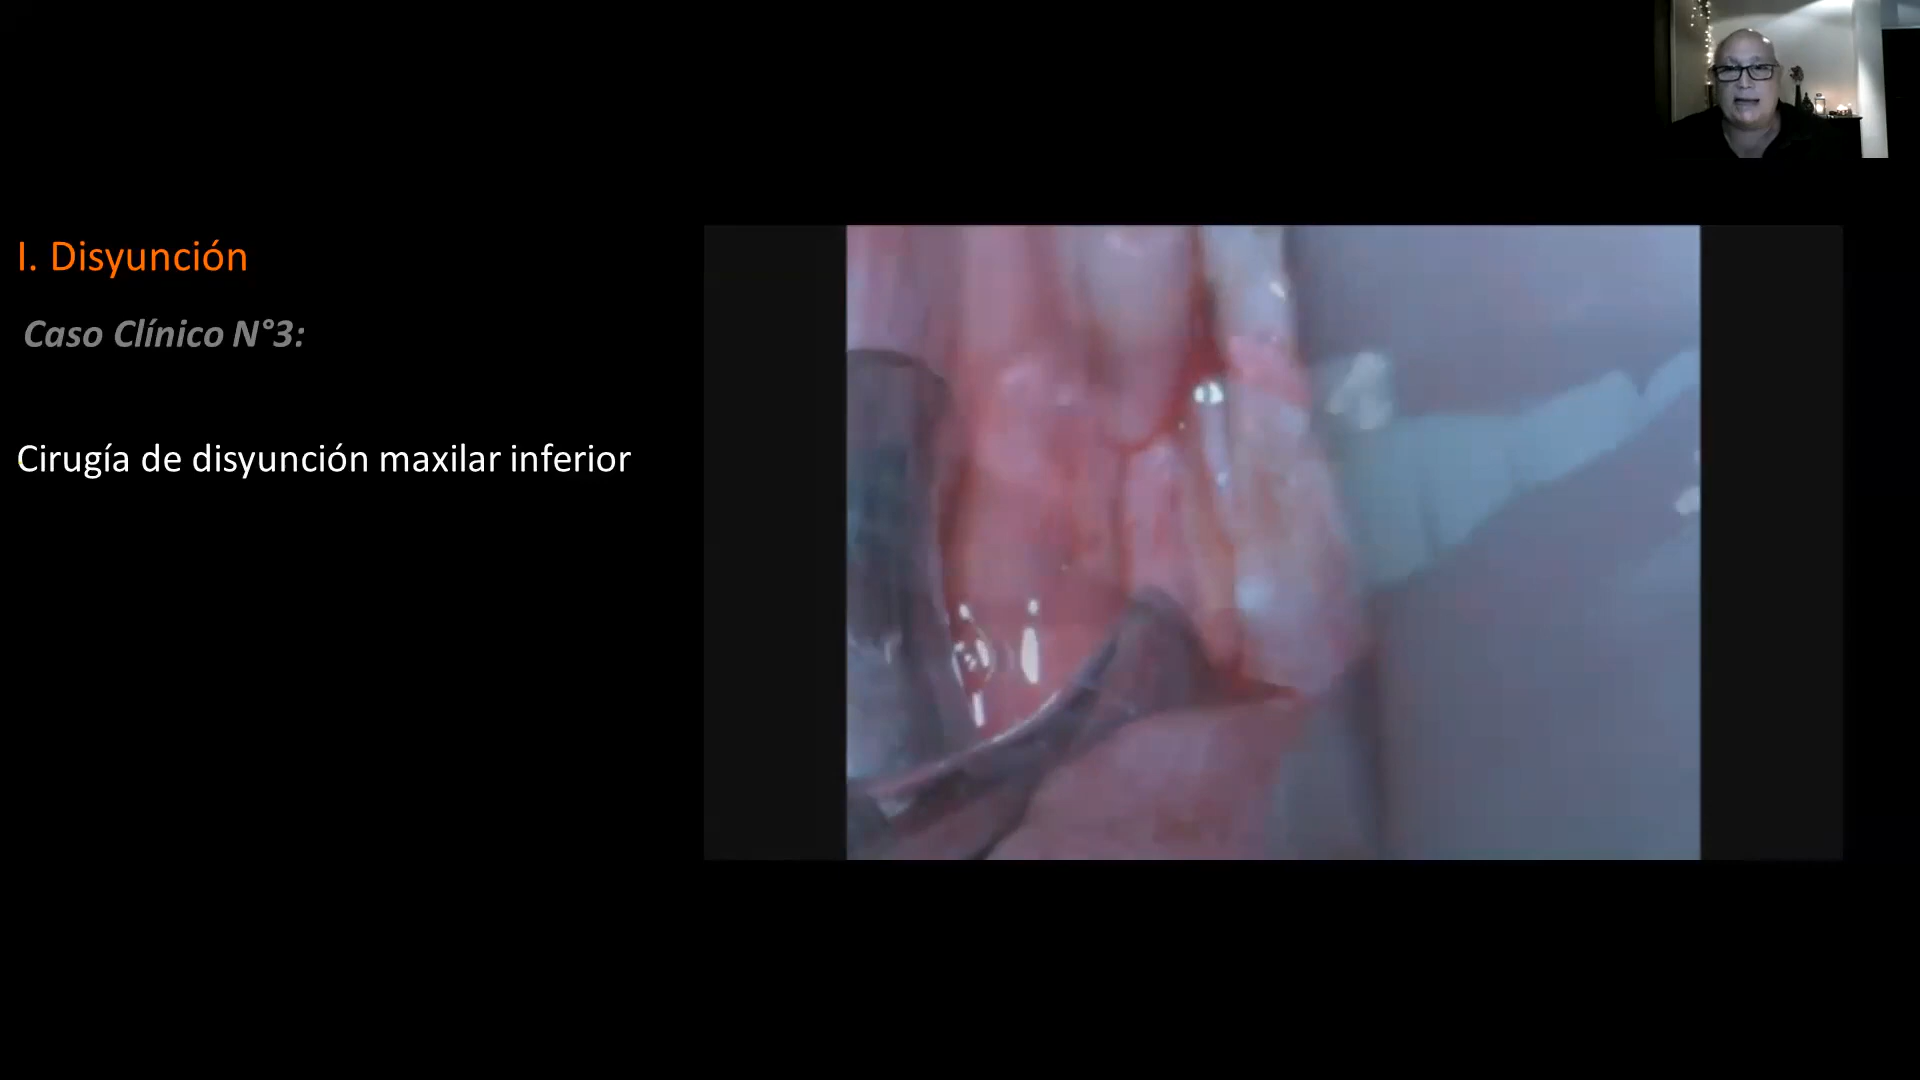 I. Disyunción
Caso Clínico N°3:
Cirugía de disyunción maxilar inferior